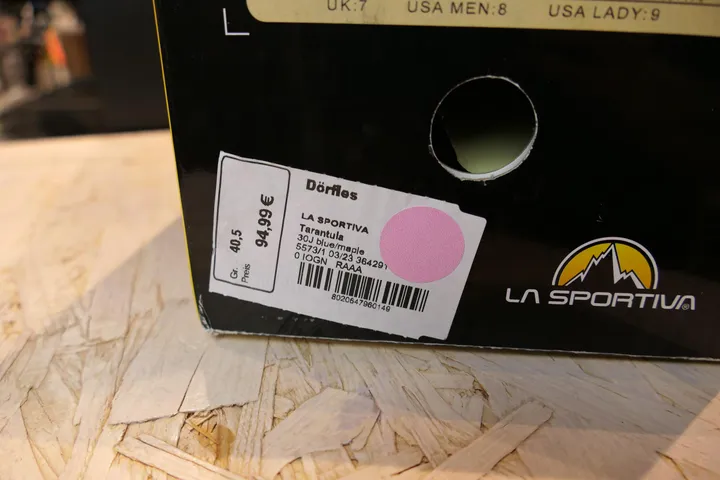 UK:7 USA MEN:8 USA LADY:9
Gr. 40,5
Preis 94,99 €
Dörfles
LA SPORTIVA
Tarantula
30J blue/maple
5573/1 03/23 384291
0 IOGN RAAA
8020647960149
LA SPORTIVA®